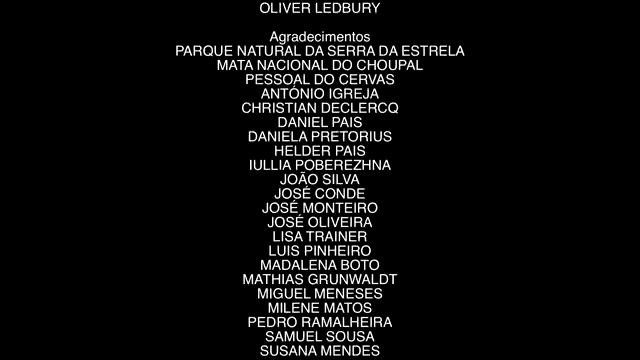 OLIVER LEDBURY
Agradecimentos
PARQUE NATURAL DA SERRA DA ESTRELA
MATA NACIONAL DO CHOUPAL
PESSOAL DO CERVAS
ANTÓNIO IGREJA
CHRISTIAN DECLERCQ
DANIEL PAIS
DANIELA PRETORIUS
HELDER PAIS
IULLIA POBEREZHNA
JOÃO SILVA
JOSÉ CONDE
JOSÉ MONTEIRO
JOSÉ OLIVEIRA
LISA TRAINER
LUIS PINHEIRO
MADALENA BOTO
MATHIAS GRUNWALDT
MIGUEL MENESES
MILENE MATOS
PEDRO RAMALHEIRA
SAMUEL SOUSA
SUSANA MENDES